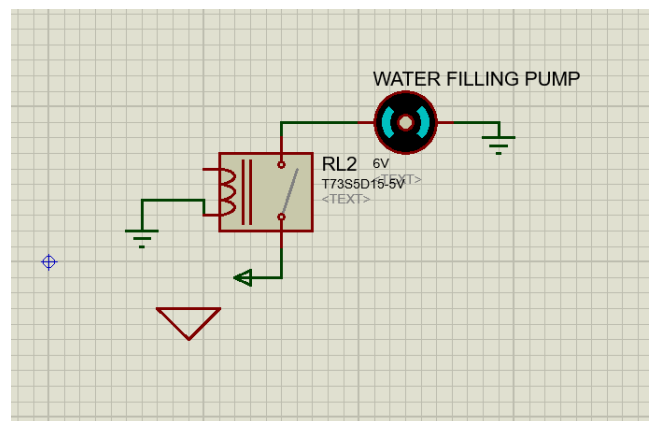 WATER FILLING PUMP
RL2
6V
T73S5D15-5V
<TEXT>
<TEXT>